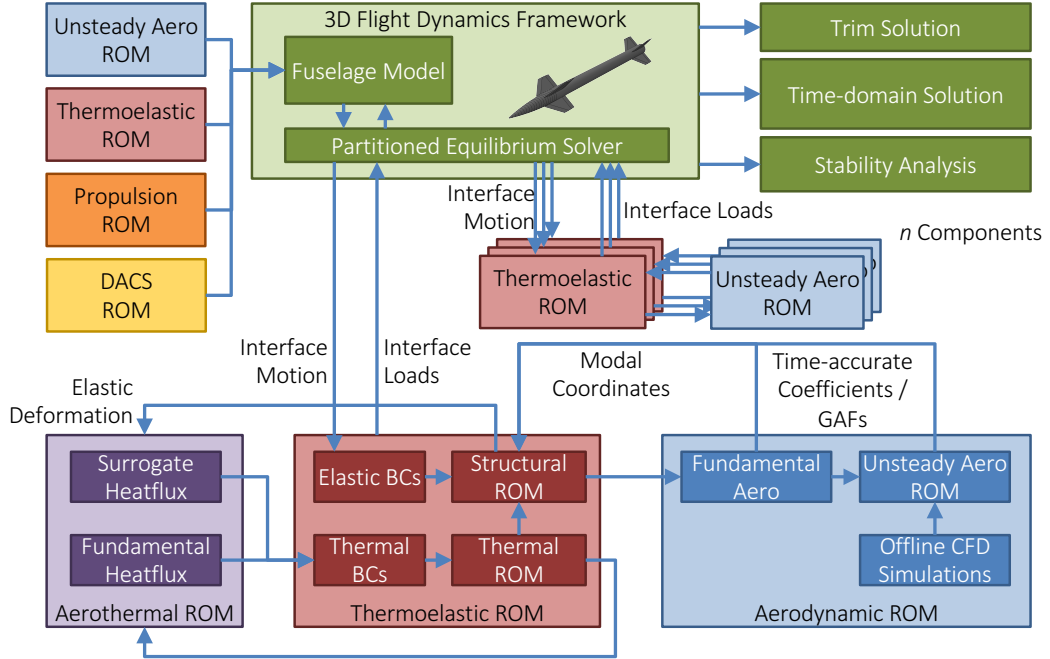 Unsteady Aero
ROM
Thermoelastic
ROM
Propulsion
ROM
DACS
ROM
3D Flight Dynamics Framework
Fuselage Model
Partitioned Equilibrium Solver
Trim Solution
Time-domain Solution
Stability Analysis
Interface
Motion
Interface Loads
n Components
Thermoelastic
ROM
Unsteady Aero
ROM
Interface
Motion
Interface
Loads
Modal
Coordinates
Time-accurate
Coefficients /
GAFs
Elastic
Deformation
Surrogate
Heatflux
Fundamental
Heatflux
Aerothermal ROM
Elastic BCs
Structural
ROM
Thermal
BCs
Thermal
ROM
Thermoelastic ROM
Fundamental
Aero
Unsteady Aero
ROM
Offline CFD
Simulations
Aerodynamic ROM